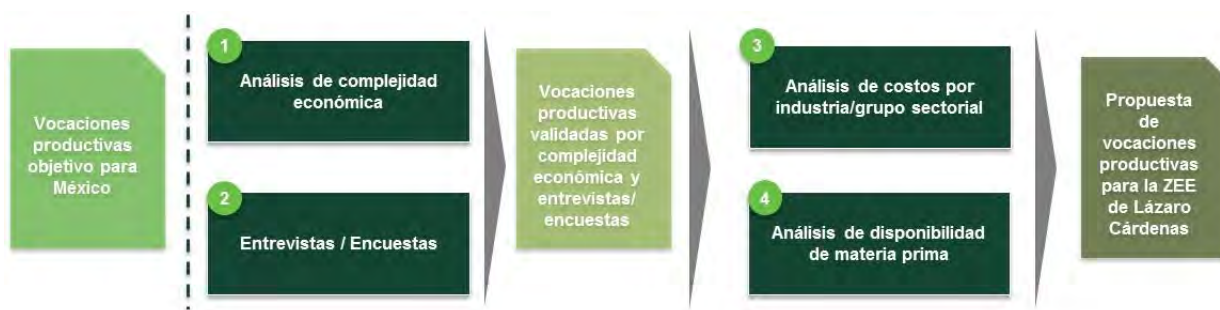 Vocaciones
productivas
objetivo para
México
1
Análisis de complejidad
económica
2
Entrevistas / Encuestas
Vocaciones
productivas
validadas por
complejidad
económica y
entrevistas/
encuestas
3
Análisis de costos por
industria/grupo sectorial
4
Análisis de disponibilidad
de materia prima
Propuesta
de
vocaciones
productivas
para la ZEE
de Lázaro
Cárdenas